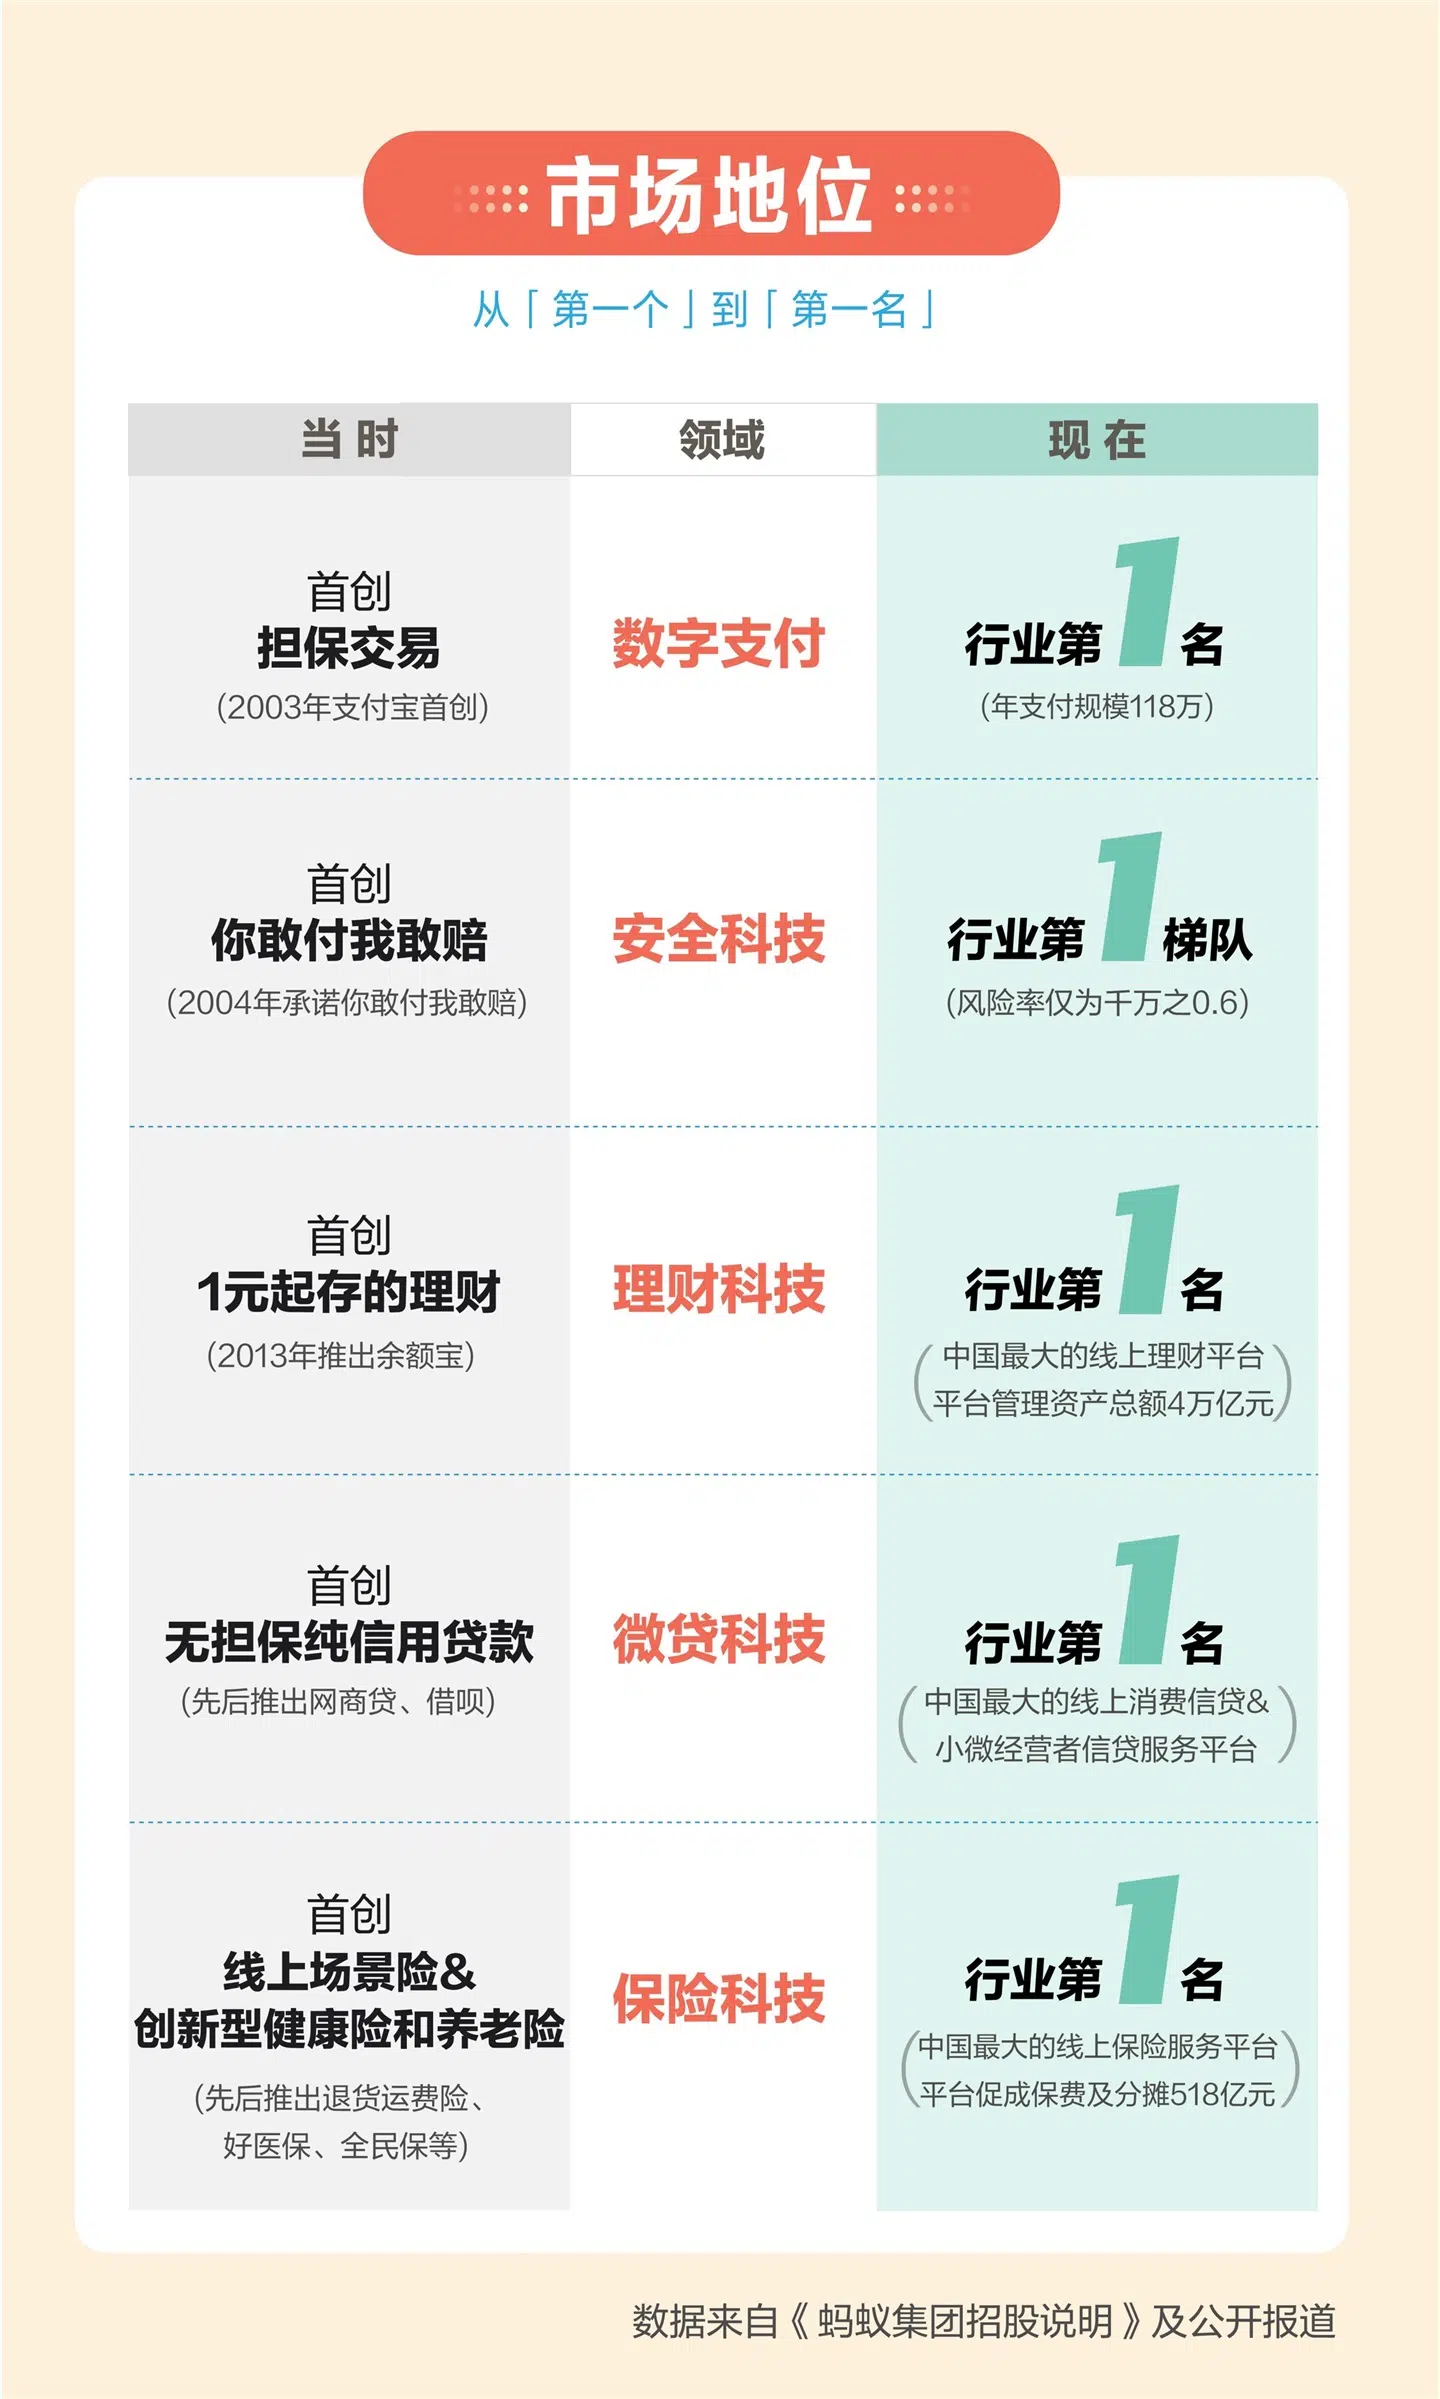 市场地位
从「第一个」到「第一名」
当时 领域 现在
首创
担保交易
(2003年支付宝首创)
数字支付
行业第1名
(年支付规模118万)
首创
你敢付我敢赔
(2004年承诺你敢付我敢赔)
安全科技
行业第1梯队
(风险率仅为千万之0.6)
首创
1元起存的理财
(2013年推出余额宝)
理财科技
行业第1名
(中国最大的线上理财平台
平台管理资产总额4万亿元)
首创
无担保纯信用贷款
(先后推出网商贷、借呗)
微贷科技
行业第1名
(中国最大的线上消费信贷&
小微经营者信贷服务平台)
首创
线上场景险&
创新型健康险和养老险
(先后推出退货运费险、
好医保、全民保等)
保险科技
行业第1名
(中国最大的线上保险服务平台
平台促成保费及分摊518亿元)
数据来自《蚂蚁集团招股说明》及公开报道